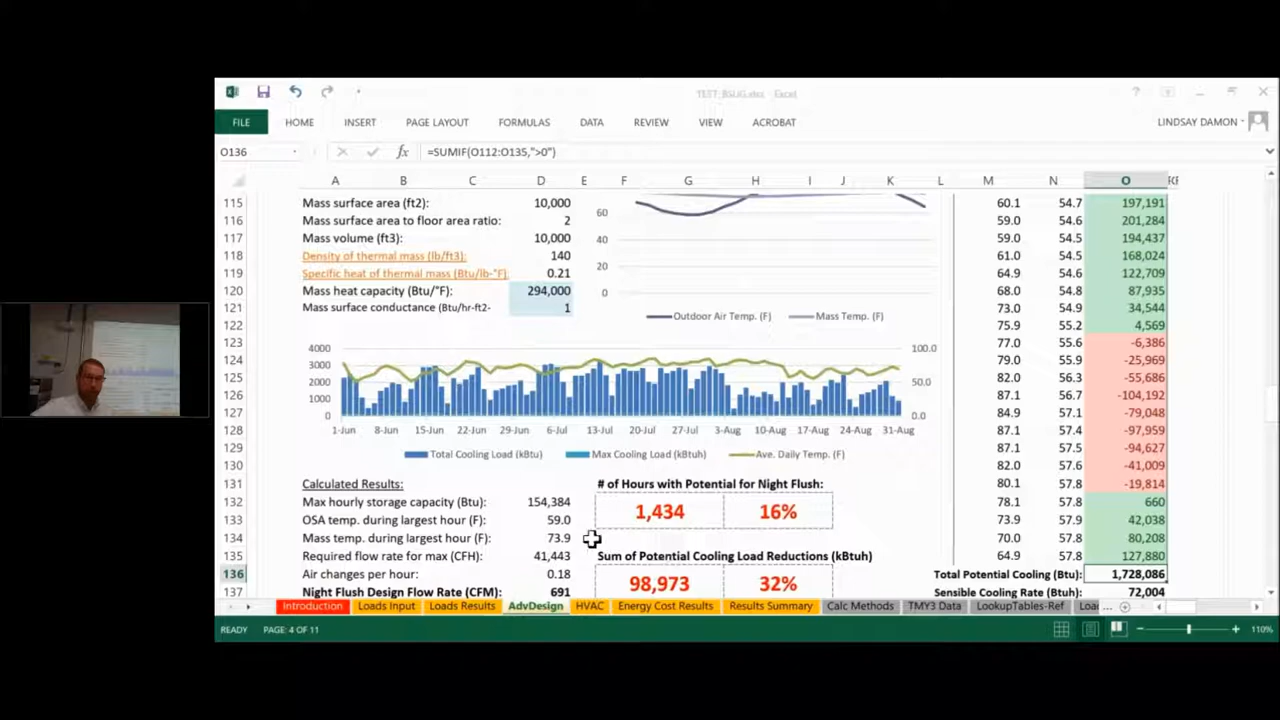 TEST_BSUG.xlsx - Excel
FILE HOME INSERT PAGE LAYOUT FORMULAS DATA REVIEW VIEW ACROBAT LINDSAY DAMON
O136 fx =SUMIF(O112:O135,">0")
A B C D E F G H I J K L M N O
115 Mass surface area (ft2): 10,000 60.1 54.7 197,191
116 Mass surface area to floor area ratio: 2 60 59.0 54.6 201,284
117 Mass volume (ft3): 10,000 40 58.0 54.5 194,437
118 Density of thermal mass (lb/ft3): 140 61.0 54.5 168,024
119 Specific heat of thermal mass (Btu/lb-°F): 0.21 20 64.9 54.6 122,709
120 Mass heat capacity (Btu/°F): 294,000 0 68.0 54.8 87,935
121 Mass surface conductance (Btu/hr-ft2- 1 73.0 54.9 34,544
122 Outdoor Air Temp. (F) Mass Temp. (F) 75.9 55.2 4,569
123 77.0 55.6 -6,386
124 79.0 55.9 -25,969
125 82.0 56.3 -55,686
126 87.1 56.7 -104,192
127 84.9 57.1 -79,048
128 87.1 57.4 -97,959
129 87.1 57.6 -94,627
130 82.0 57.6 -41,009
4000 100.0
3000
2000 50.0
1000
0 0.0
1-Jun 8-Jun 15-Jun 22-Jun 29-Jun 6-Jul 13-Jul 20-Jul 27-Jul 3-Aug 10-Aug 17-Aug 24-Aug 31-Aug
Total Cooling Load (kBtu) Max Cooling Load (kBtuh) Ave. Daily Temp. (F)
131 Calculated Results: # of Hours with Potential for Night Flush: 80.1 57.8 -19,814
132 Max hourly storage capacity (Btu): 154,384 1,434 16% 78.1 57.8 660
133 OSA temp. during largest hour (F): 59.0 73.9 57.9 42,038
134 Mass temp. during largest hour (F): 73.9 70.0 57.8 80,208
135 Required flow rate for max (CFH): 41,443 Sum of Potential Cooling Load Reductions (kBtuh) 64.9 57.8 127,880
136 Air changes per hour: 0.18 98,973 32% Total Potential Cooling (Btu): 1,728,086
137 Night Flush Design Flow Rate (CFM): 691 Sensible Cooling Rate (Btuh): 72,004
Introduction Loads Input Loads Results AdvDesign HVAC Energy Cost Results Results Summary Calc Methods TMY3 Data LookupTables-Ref Loa ...
READY PAGE: 4 OF 11 110%